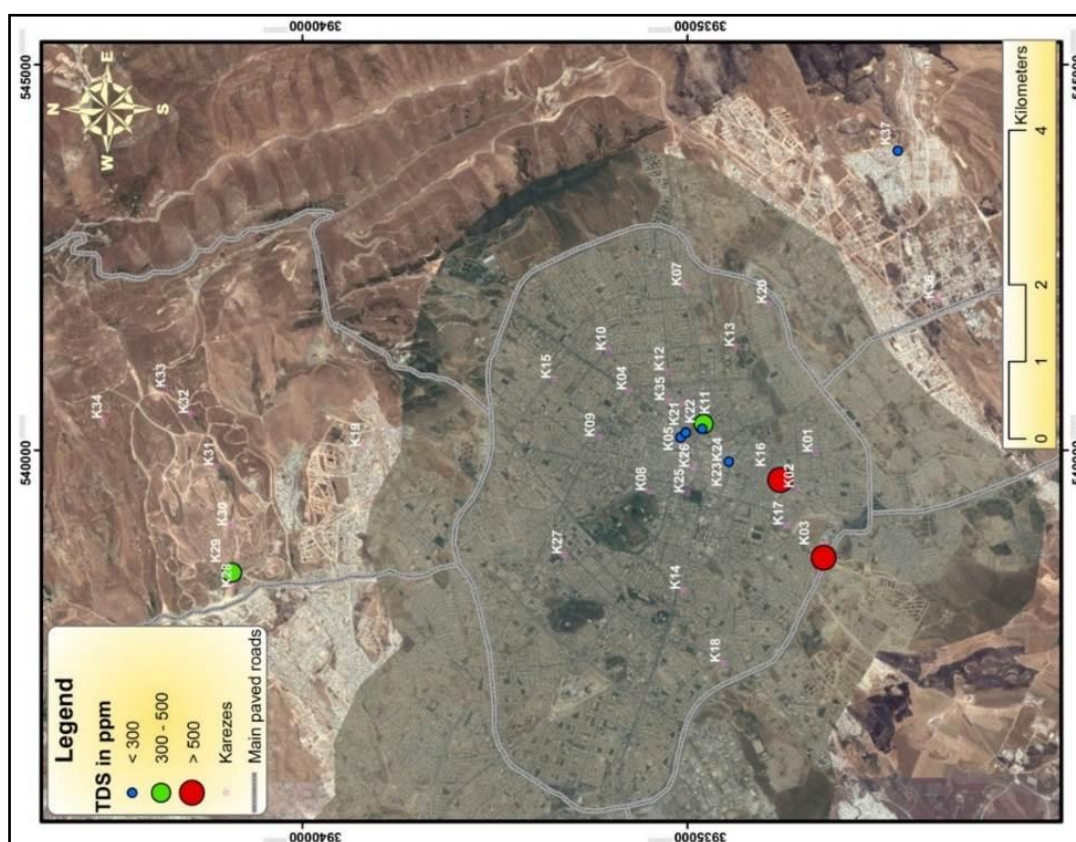 3940000
3935000
545000
545000
540000
540000
3940000
3935000
N
E
S
W
Kilometers
0
1
2
4
Legend
TDS in ppm
< 300
300 - 500
> 500
Karezes
Main paved roads
K34
K33
K32
K31
K30
K29
K28
K19
K37
K36
K07
K20
K10
K15
K04
K12
K13
K35
K09
K21
K22
K11
K05
K26
K24
K23
K25
K08
K16
K01
K02
K17
K03
K27
K14
K18